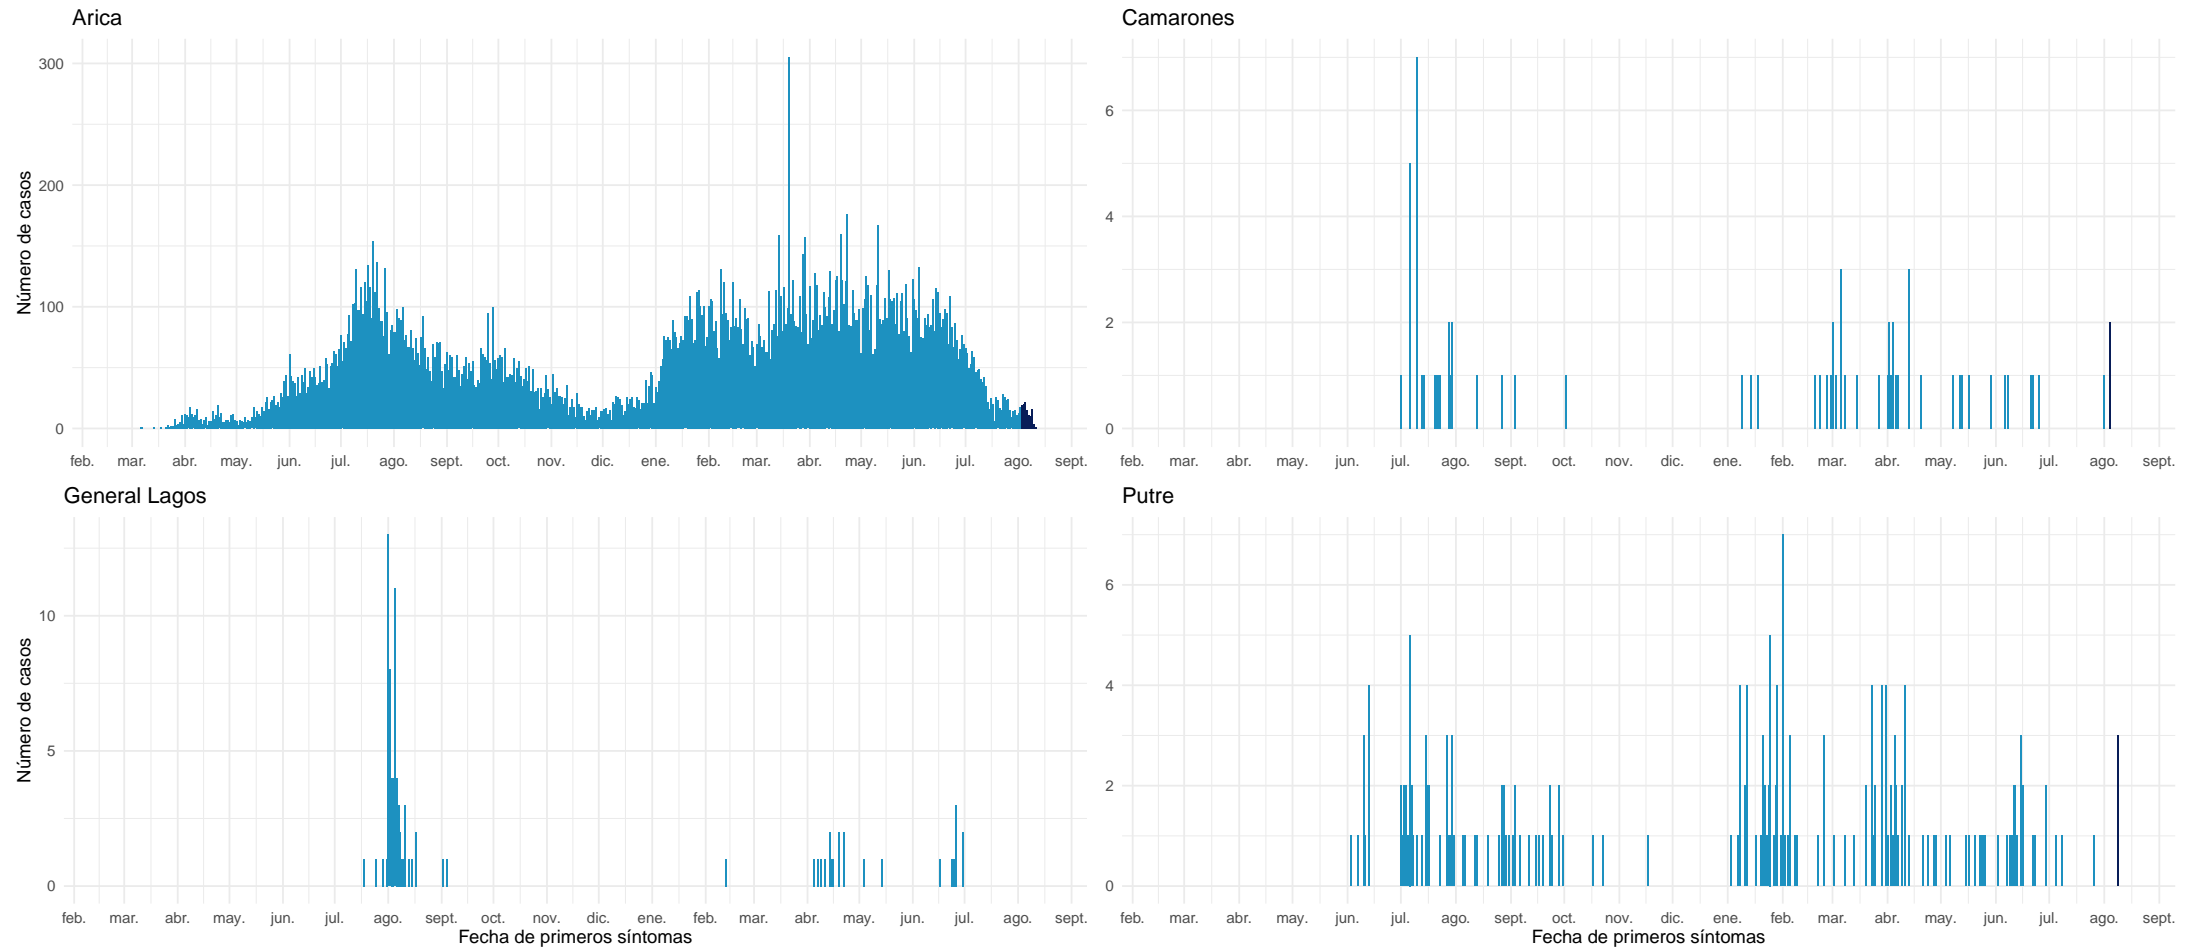 Arica
Camarones
300
200
100
0
6
4
2
0
Número de casos
feb. mar. abr. may. jun. jul. ago. sept. oct. nov. dic. ene. feb. mar. abr. may. jun. jul. ago. sept.
feb. mar. abr. may. jun. jul. ago. sept. oct. nov. dic. ene. feb. mar. abr. may. jun. jul. ago. sept.
General Lagos
Putre
10
5
0
6
4
2
0
Número de casos
feb. mar. abr. may. jun. jul. ago. sept. oct. nov. dic. ene. feb. mar. abr. may. jun. jul. ago. sept.
feb. mar. abr. may. jun. jul. ago. sept. oct. nov. dic. ene. feb. mar. abr. may. jun. jul. ago. sept.
Fecha de primeros síntomas
Fecha de primeros síntomas